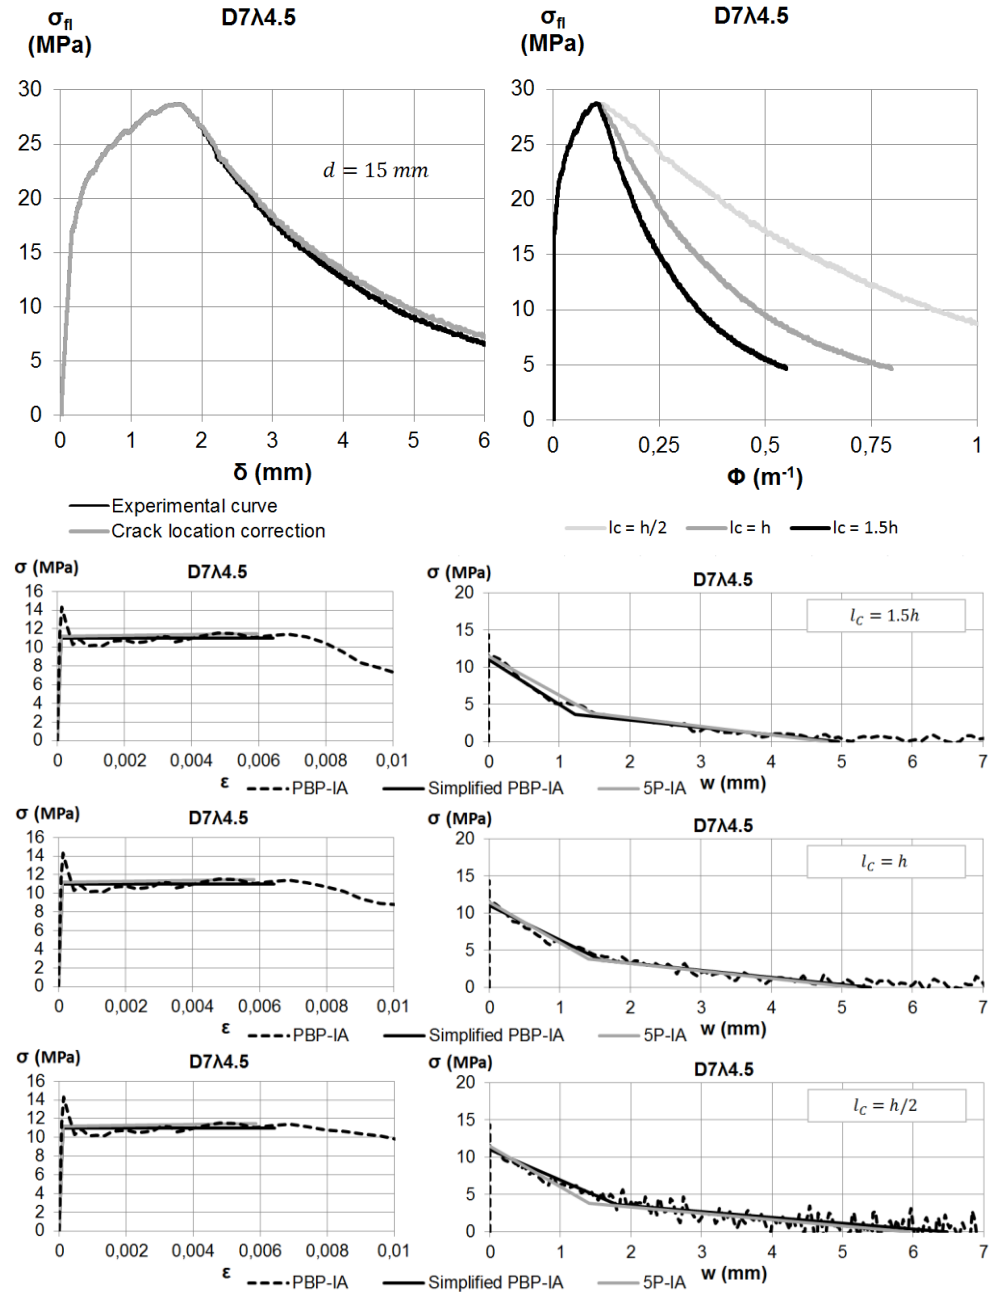 σfl
(MPa)
D7λ4.5
30
25
20
15
10
5
0
d = 15 mm
0 1 2 3 4 5 6
δ (mm)
Experimental curve
Crack location correction
σfl
(MPa)
D7λ4.5
30
25
20
15
10
5
0
0 0,25 0,5 0,75 1
Φ (m⁻¹)
lc = h/2 lc = h lc = 1.5h
σ (MPa)
D7λ4.5
16
14
12
10
8
6
4
2
0
0 0,002 0,004 0,006 0,008 0,01
ε
σ (MPa)
D7λ4.5
20
15
10
5
0
lC = 1.5h
0 1 2 3 4 5 6 7
w (mm)
PBP-IA Simplified PBP-IA 5P-IA
σ (MPa)
D7λ4.5
16
14
12
10
8
6
4
2
0
0 0,002 0,004 0,006 0,008 0,01
ε
σ (MPa)
D7λ4.5
20
15
10
5
0
lC = h
0 1 2 3 4 5 6 7
w (mm)
PBP-IA Simplified PBP-IA 5P-IA
σ (MPa)
D7λ4.5
16
14
12
10
8
6
4
2
0
0 0,002 0,004 0,006 0,008 0,01
ε
σ (MPa)
D7λ4.5
20
15
10
5
0
lC = h/2
0 1 2 3 4 5 6 7
w (mm)
PBP-IA Simplified PBP-IA 5P-IA